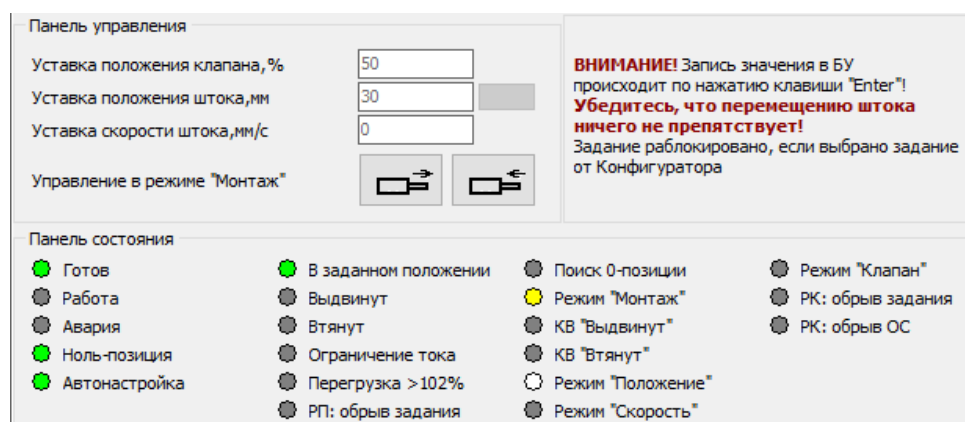 Панель управления
Уставка положения клапана,% 50
Уставка положения штока,мм 30
Уставка скорости штока,мм/с 0
Управление в режиме "Монтаж"
ВНИМАНИЕ! Запись значения в БУ
происходит по нажатию клавиши "Enter"!
Убедитесь, что перемещению штока
ничего не препятствует!
Задание раблокировано, если выбрано задание
от Конфигуратора
Панель состояния
Готов
Работа
Авария
Ноль-позиция
Автонастройка
В заданном положении
Выдвинут
Втянут
Ограничение тока
Перегрузка >102%
РП: обрыв задания
Поиск 0-позиции
Режим "Монтаж"
КВ "Выдвинут"
КВ "Втянут"
Режим "Положение"
Режим "Скорость"
Режим "Клапан"
РК: обрыв задания
РК: обрыв ОС